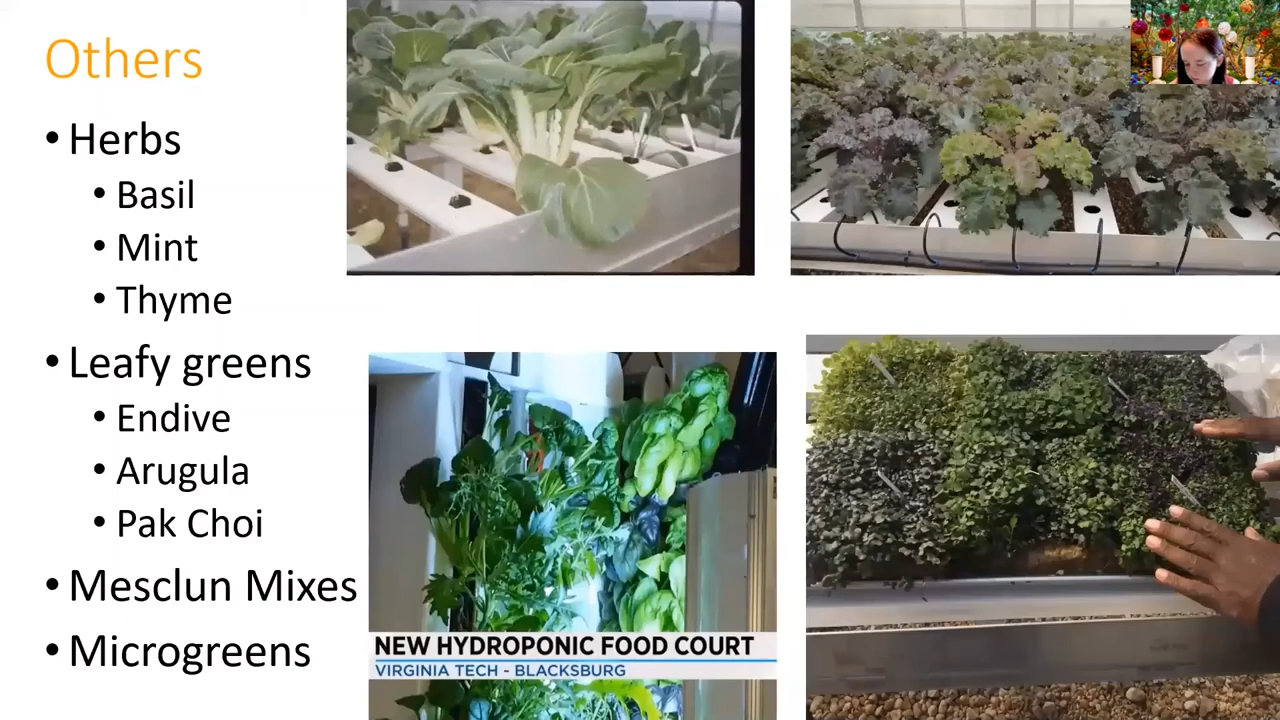 Others
• Herbs
• Basil
• Mint
• Thyme
• Leafy greens
• Endive
• Arugula
• Pak Choi
• Mesclun Mixes
• Microgreens
NEW HYDROPONIC FOOD COURT
VIRGINIA TECH - BLACKSBURG